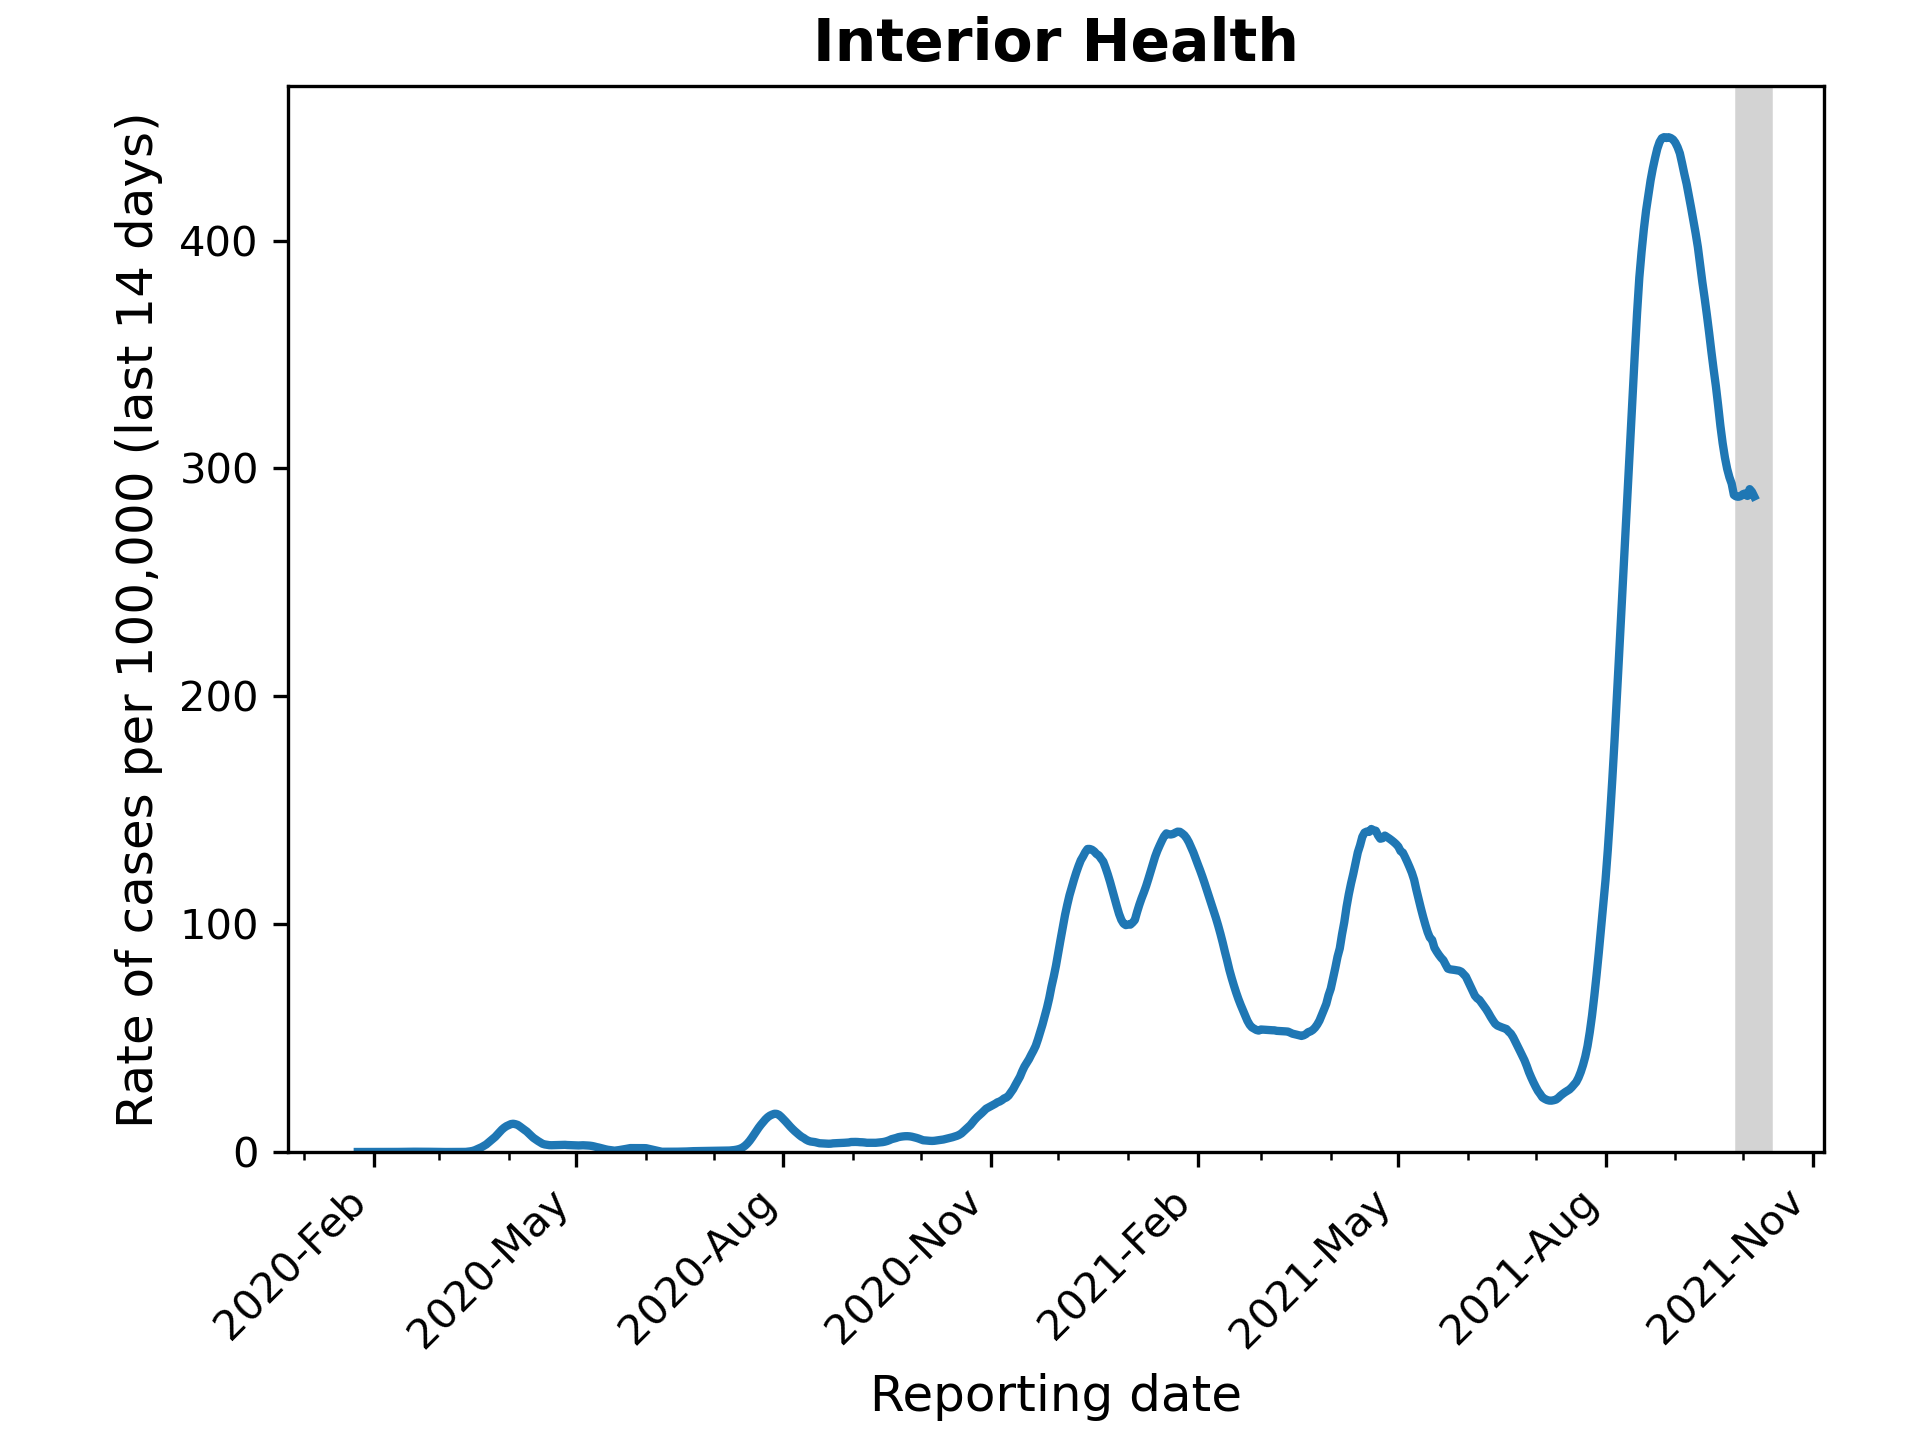 Interior Health
Rate of cases per 100,000 (last 14 days)
400
300
200
100
0
2020-Feb
2020-May
2020-Aug
2020-Nov
2021-Feb
2021-May
2021-Aug
2021-Nov
Reporting date